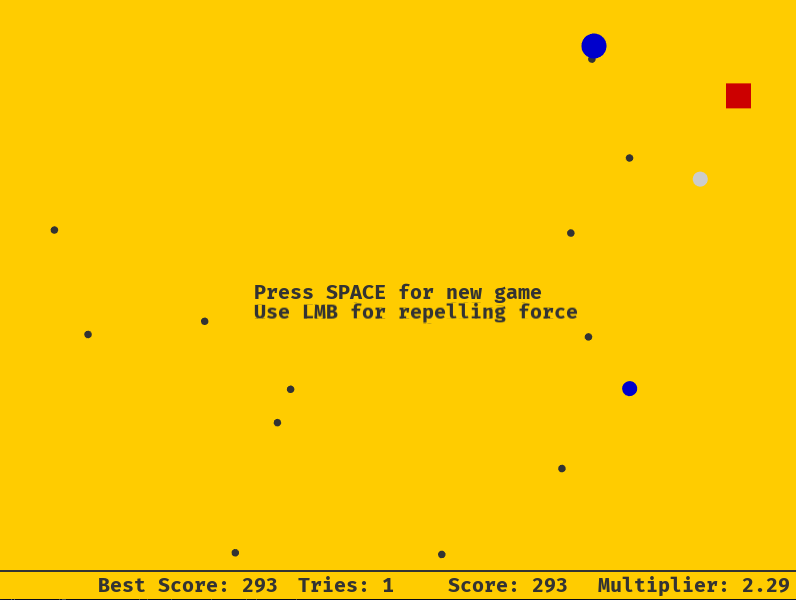 Press SPACE for new game
Use LMB for repelling force
Best Score: 293 Tries: 1 Score: 293 Multiplier: 2.29